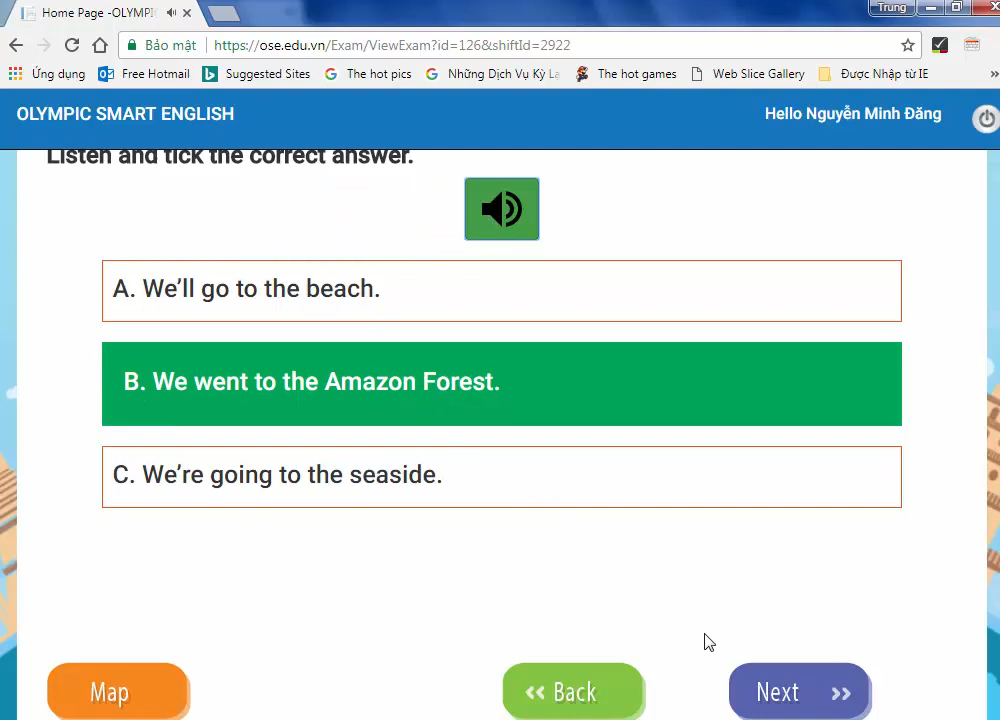 Home Page -OLYMPI
Trung
Bảo mật
https://ose.edu.vn/Exam/ViewExam?id=126&shiftId=2922
Ứng dụng
Free Hotmail
Suggested Sites
The hot pics
Những Dịch Vụ Kỳ L
The hot games
Web Slice Gallery
Được Nhập từ IE
»
OLYMPIC SMART ENGLISH
Hello Nguyễn Minh Đăng
Listen and tick the correct answer.
A. We’ll go to the beach.
B. We went to the Amazon Forest.
C. We’re going to the seaside.
Map
Back
Next